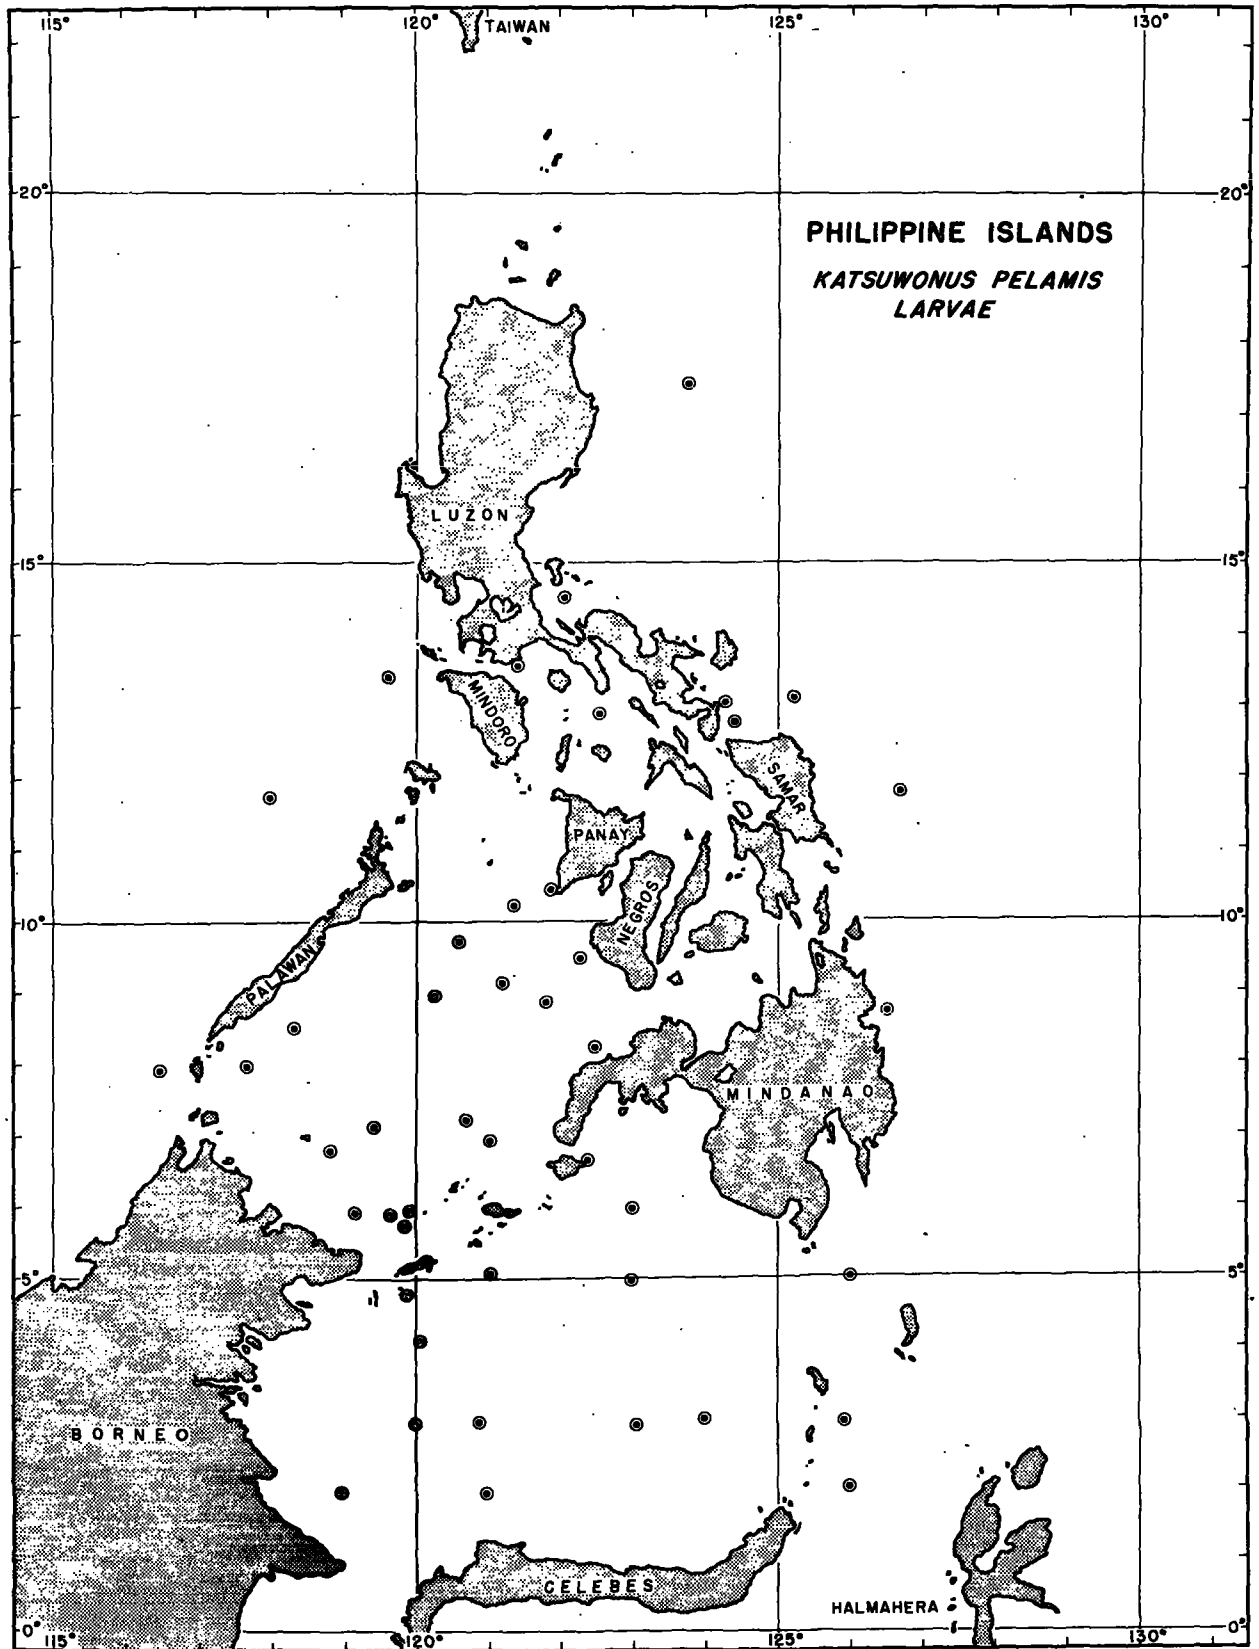 115° 120° 125° 130°
TAIWAN
20° 20°
PHILIPPINE ISLANDS
KATSUWONUS PELAMIS
LARVAE
LUZON
15° 15°
MINDORO
SAMAR
PANAY
NEGROS
10° 10°
PALAWAN
MINDANAO
5° 5°
BORNEO
CELEBES
HALMAHERA
0° 0°
115° 120° 125° 130°